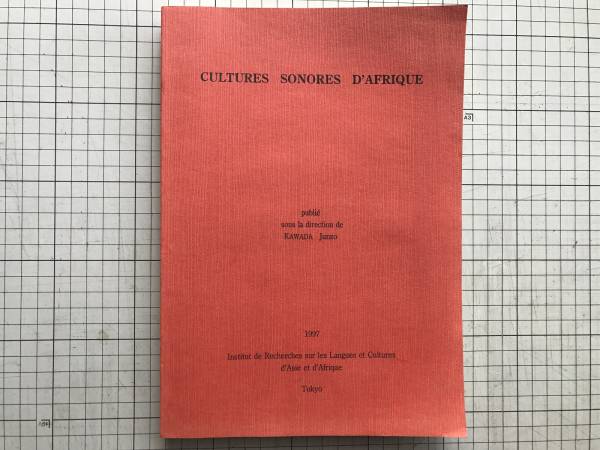 CULTURES SONORES D'AFRIQUE
publié
sous la direction de
KAWADA Junzo
1997
Institut de Recherches sur les Langues et Cultures
d'Asie et d'Afrique
Tokyo
A3